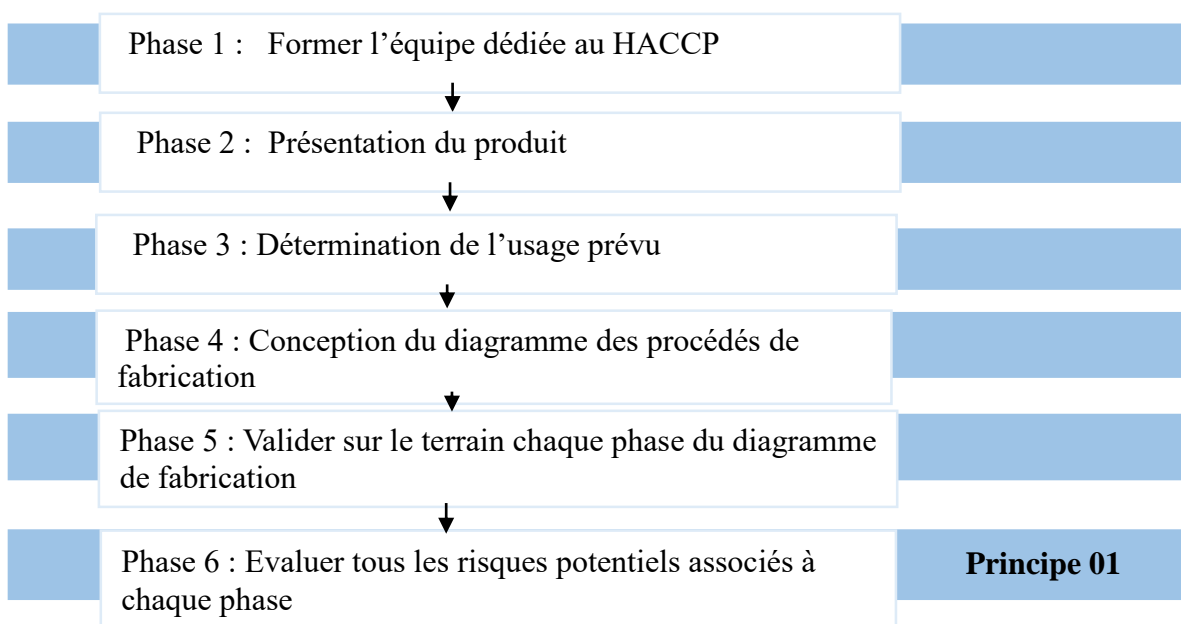 Phase 1 :   Former l’équipe dédiée au HACCP
Phase 2 :  Présentation du produit
Phase 3 : Détermination de l’usage prévu
Phase 4 : Conception du diagramme des procédés de
fabrication
Phase 5 : Valider sur le terrain chaque phase du diagramme
de fabrication
Phase 6 : Evaluer tous les risques potentiels associés à
chaque phase
Principe 01